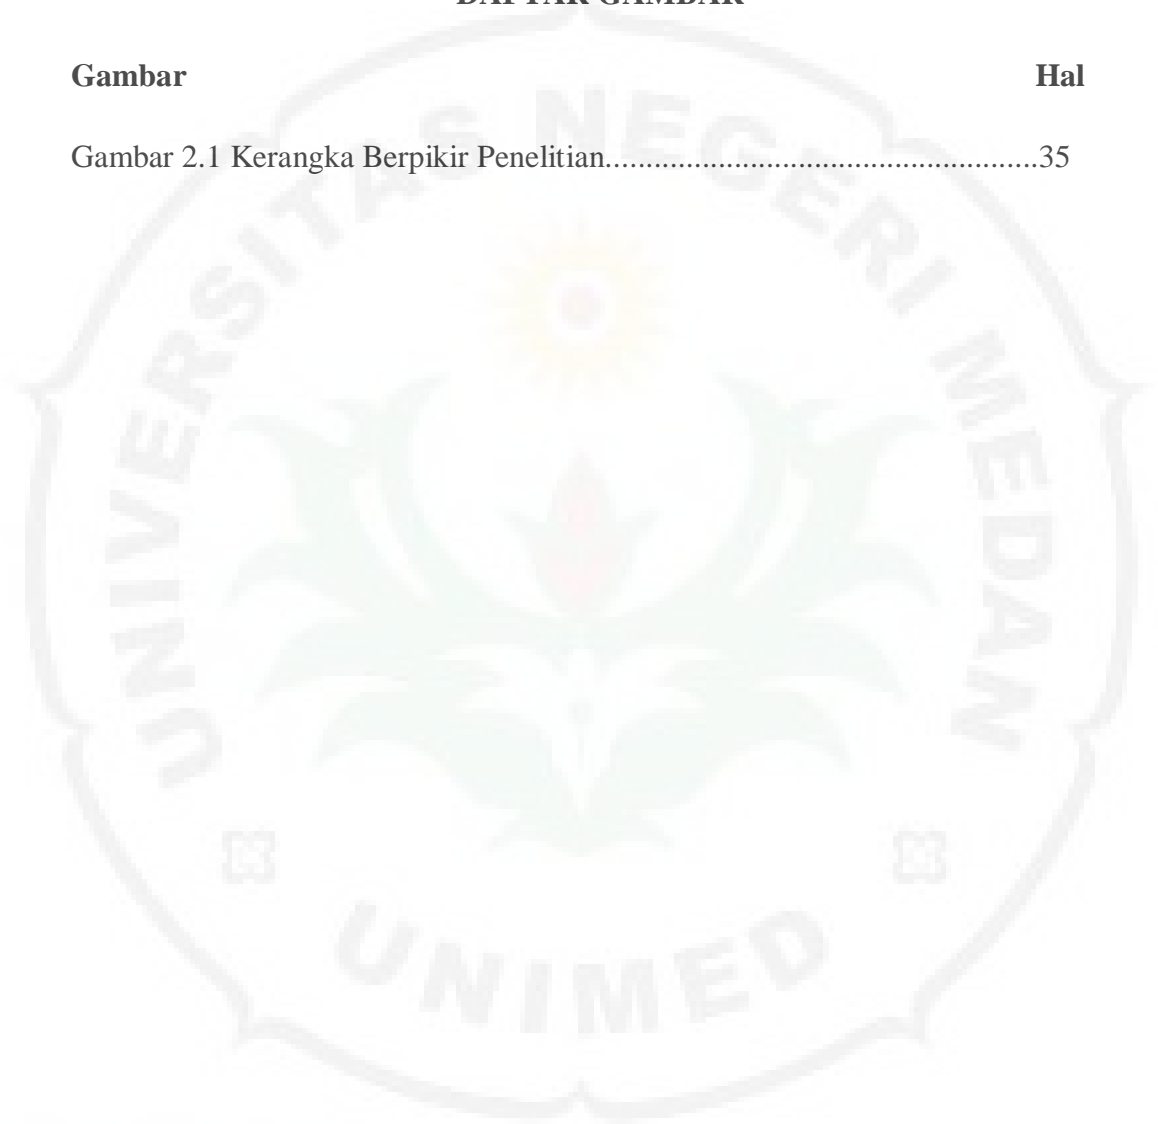 DAFTAR GAMBAR
Gambar Hal
Gambar 2.1 Kerangka Berpikir Penelitian.....................................................35
UNIVERSITAS NEGERI MEDAN
UNIMED